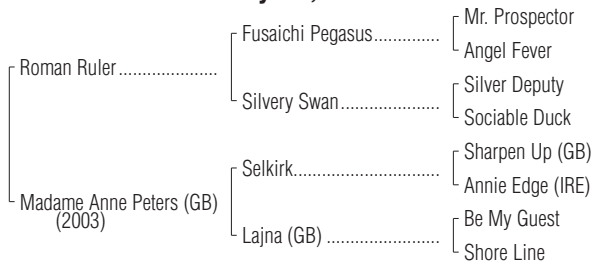 Mr. Prospector
Fusaichi Pegasus
Angel Fever
Roman Ruler
Silver Deputy
Silvery Swan
Sociable Duck
Sharpen Up (GB)
Selkirk
Annie Edge (IRE)
Madame Anne Peters (GB)
(2003)
Be My Guest
Lajna (GB)
Shore Line